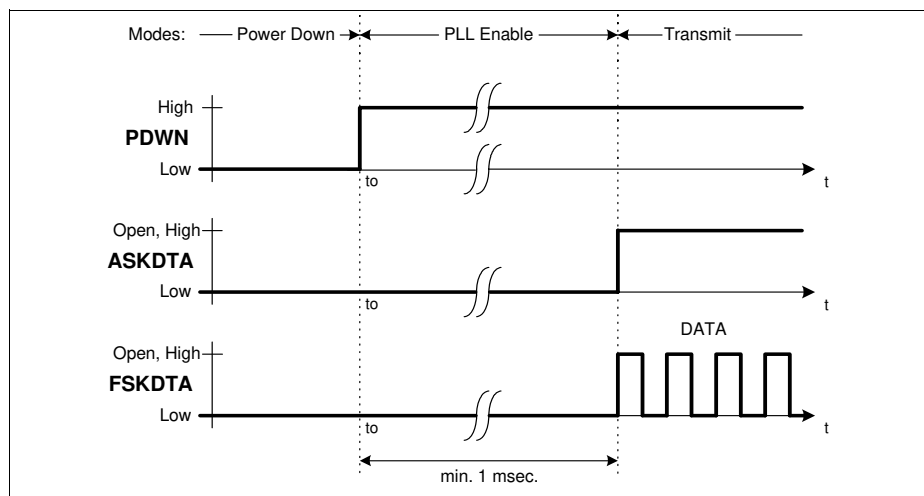 Modes: Power Down PLL Enable Transmit
High
PDWN
Low
to
t
Open, High
ASKDTA
Low
to
t
DATA
Open, High
FSKDTA
Low
to
t
min. 1 msec.